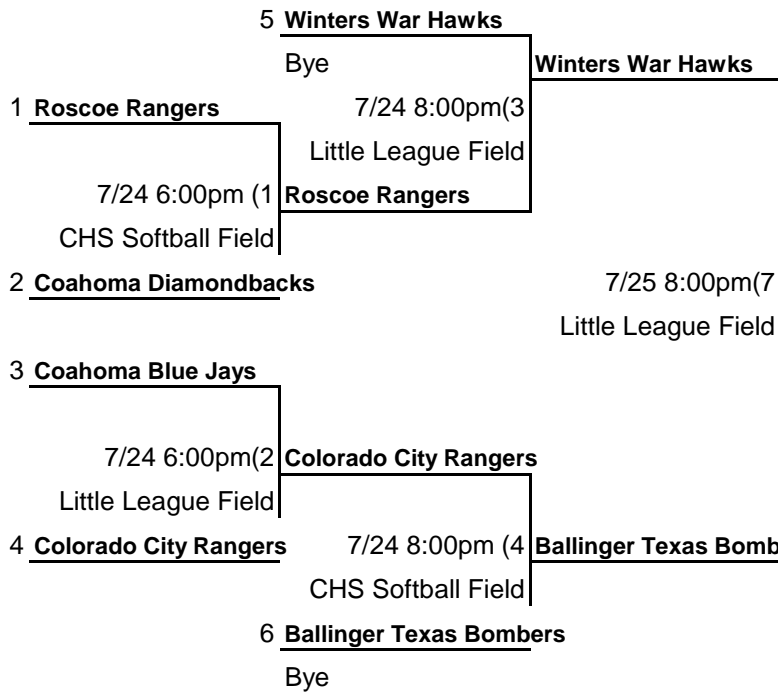 5 Winters War Hawks
Bye
Winters War Hawks
1 Roscoe Rangers
7/24 8:00pm(3
Little League Field
7/24 6:00pm (1
Roscoe Rangers
CHS Softball Field
2 Coahoma Diamondbacks
7/25 8:00pm(7
Little League Field
3 Coahoma Blue Jays
7/24 6:00pm(2
Colorado City Rangers
Little League Field
4 Colorado City Rangers
7/24 8:00pm (4
Ballinger Texas Bomb
CHS Softball Field
6 Ballinger Texas Bombers
Bye